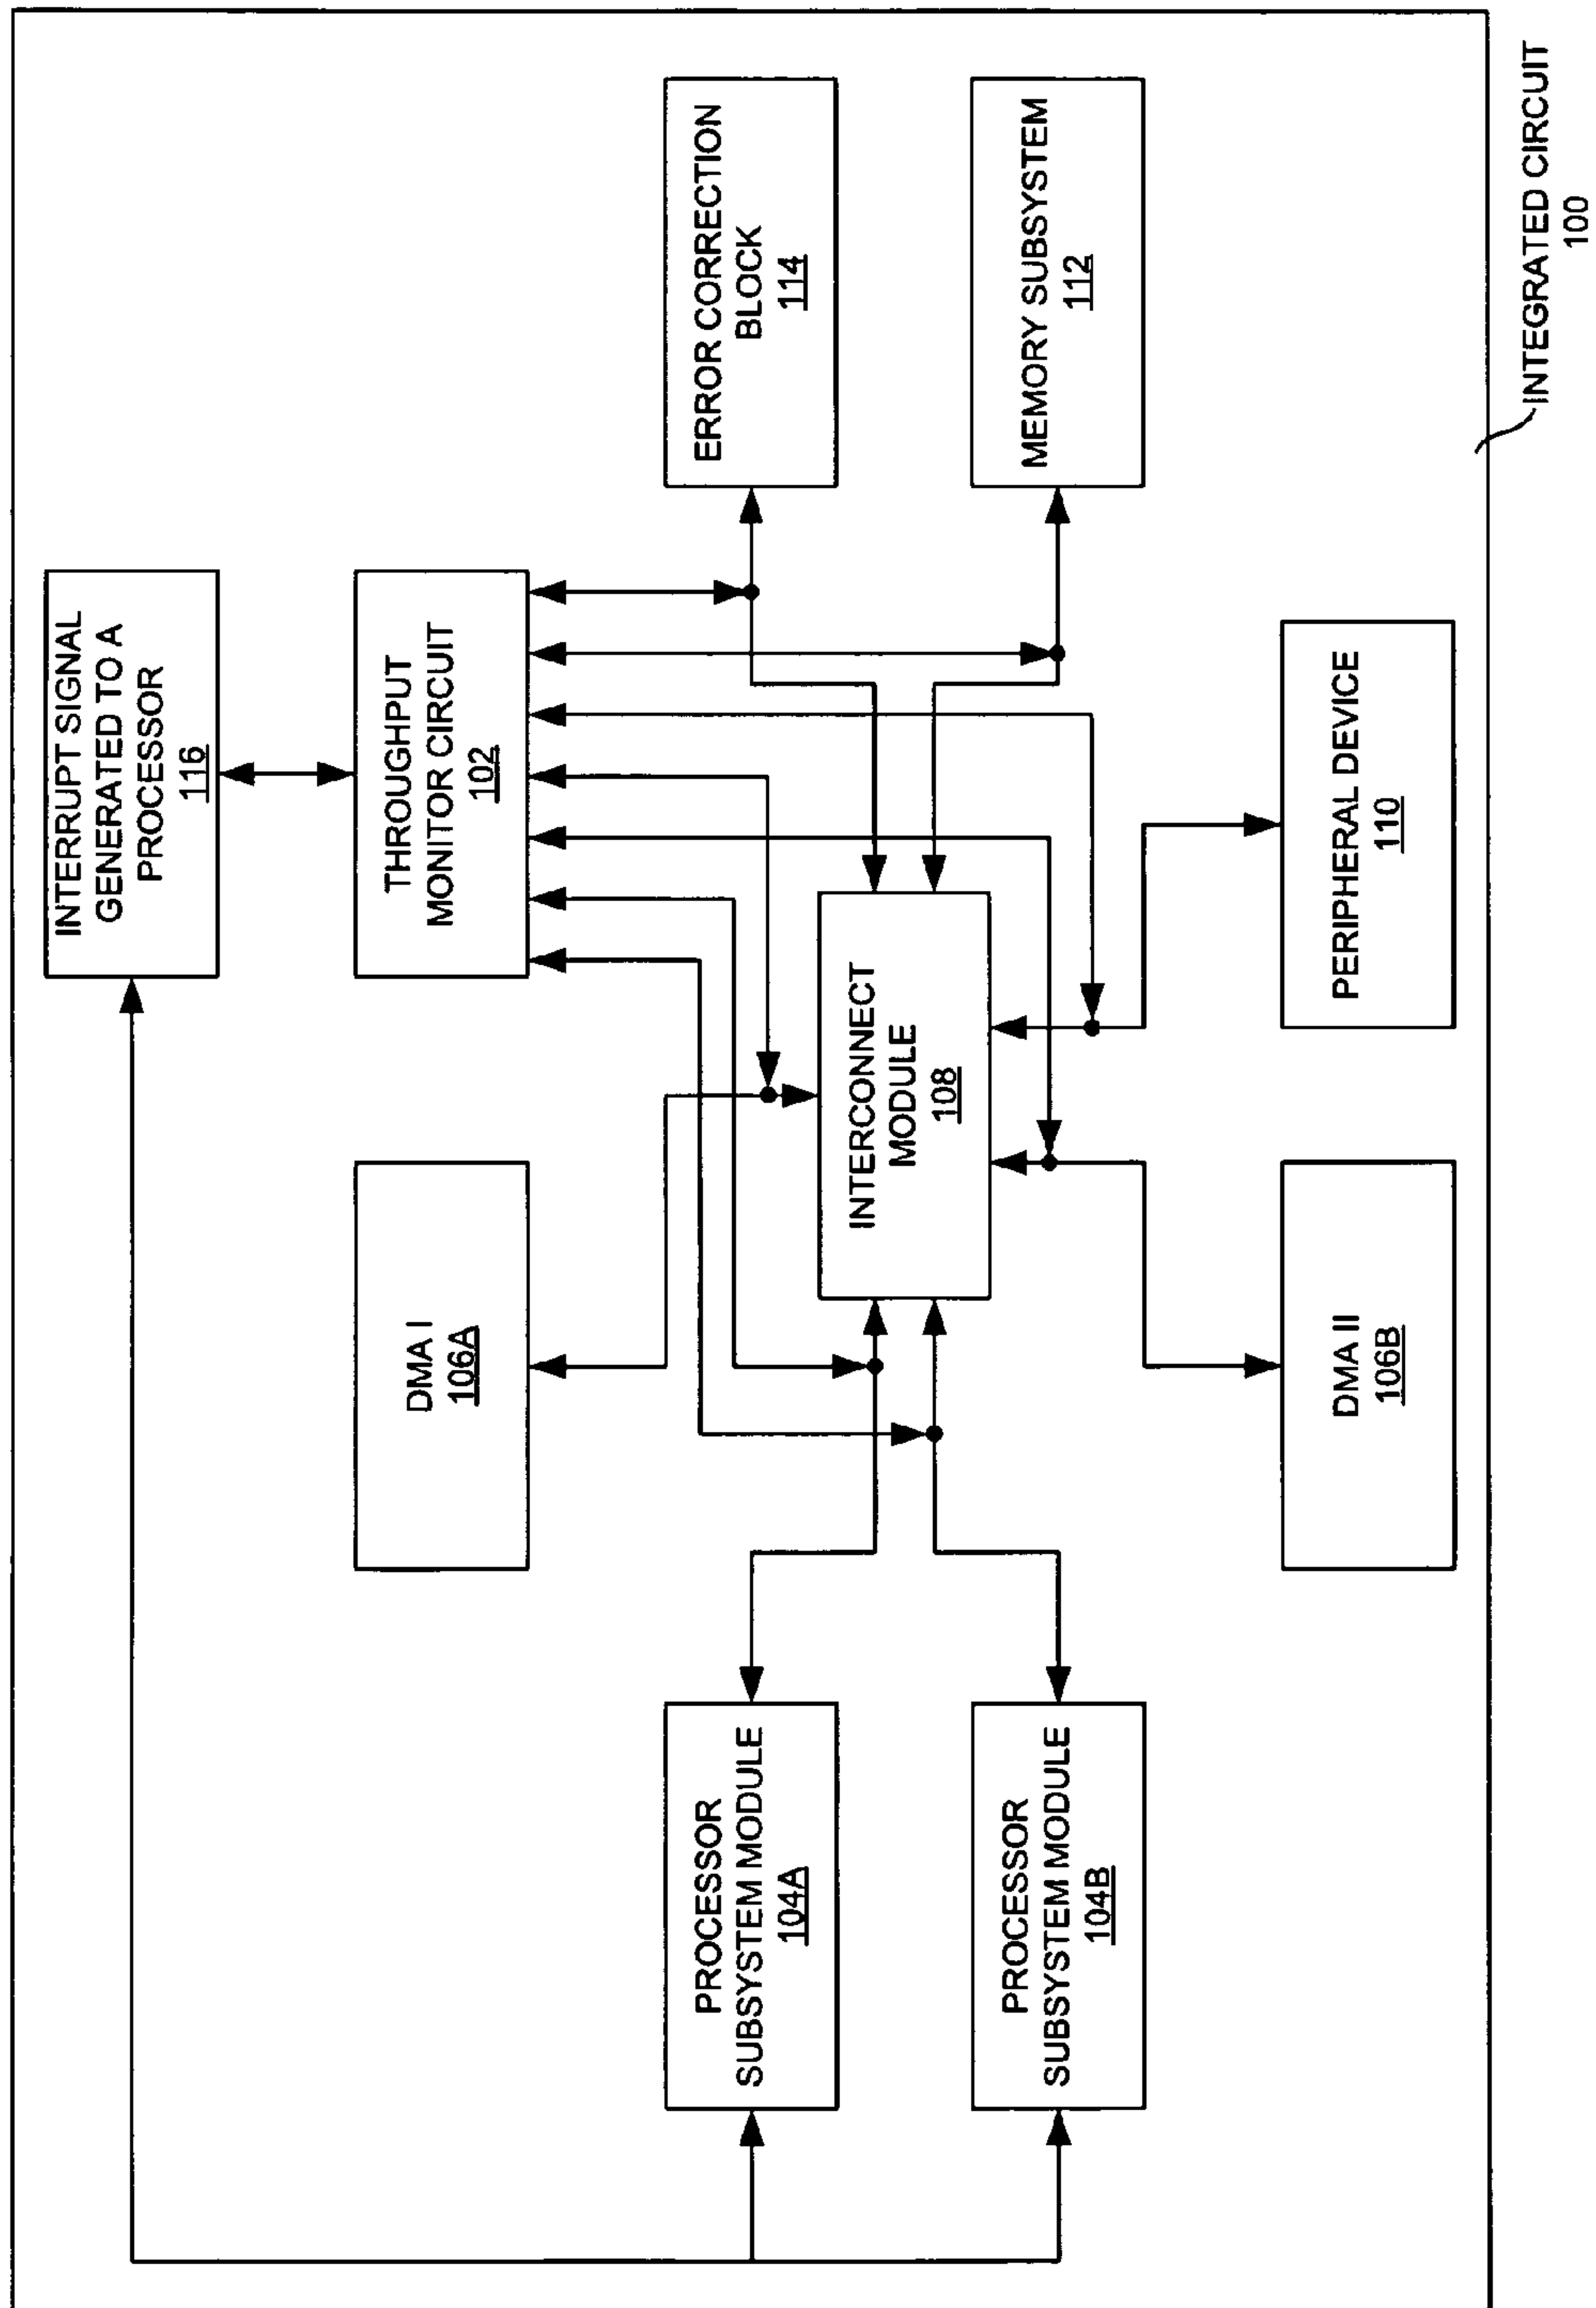 INTERRUPT SIGNAL
GENERATED TO A
PROCESSOR
116
DMA I
106A
THROUGHPUT
MONITOR CIRCUIT
102
PROCESSOR
SUBSYSTEM MODULE
104A
ERROR CORRECTION
BLOCK
114
INTERCONNECT
MODULE
108
PROCESSOR
SUBSYSTEM MODULE
104B
MEMORY SUBSYSTEM
112
DMA II
106B
PERIPHERAL DEVICE
110
INTEGRATED CIRCUIT
100